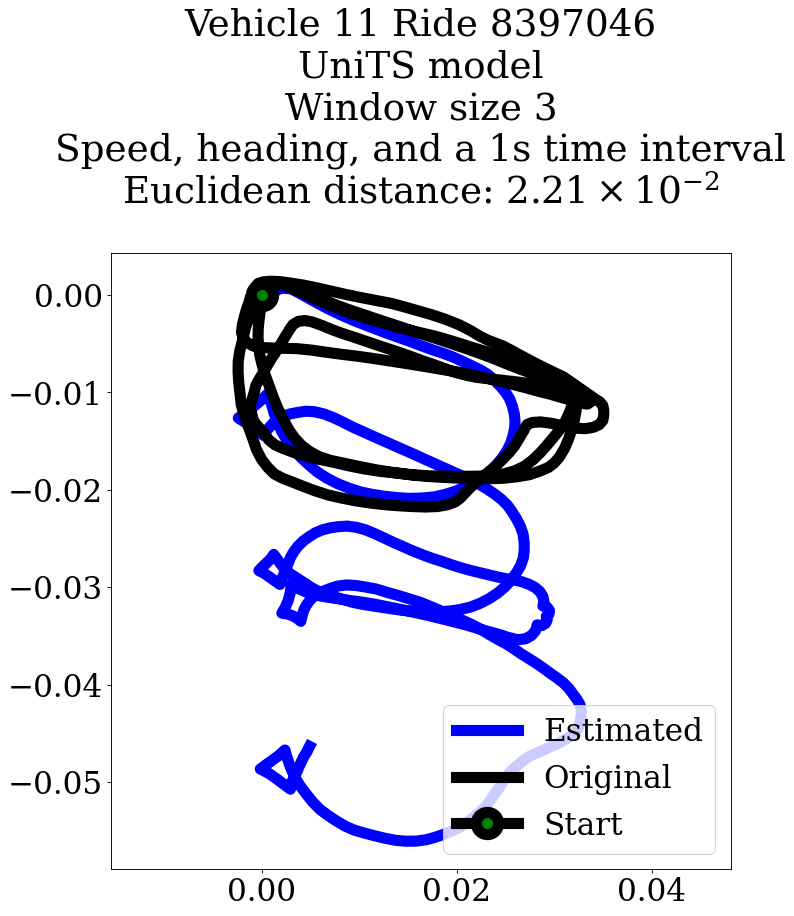 Vehicle 11 Ride 8397046
UniTS model
Window size 3
Speed, heading, and a 1s time interval
Euclidean distance: 2.21 × 10⁻²
0.00
−0.01
−0.02
−0.03
−0.04
−0.05
Estimated
Original
Start
0.00 0.02 0.04